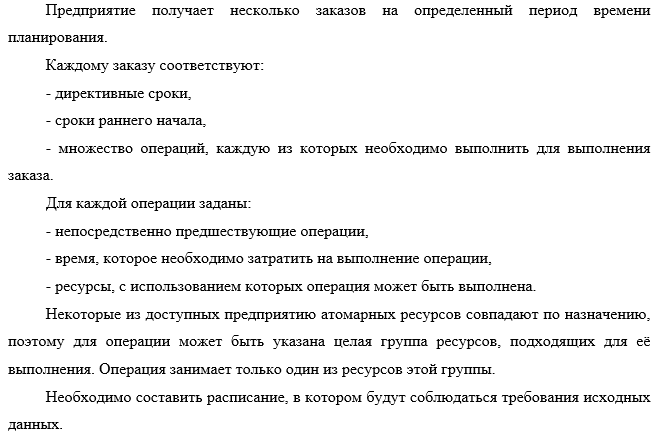 Предприятие получает несколько заказов на определенный период времени
планирования.
Каждому заказу соответствуют:
- директивные сроки,
- сроки раннего начала,
- множество операций, каждую из которых необходимо выполнить для выполнения
заказа.
Для каждой операции заданы:
- непосредственно предшествующие операции,
- время, которое необходимо затратить на выполнение операции,
- ресурсы, с использованием которых операция может быть выполнена.
Некоторые из доступных предприятию атомарных ресурсов совпадают по назначению,
поэтому для операции может быть указана целая группа ресурсов, подходящих для её
выполнения. Операция занимает только один из ресурсов этой группы.
Необходимо составить расписание, в котором будут соблюдаться требования исходных
данных.